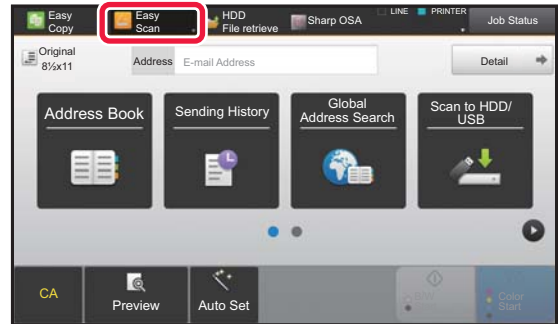 Easy
Copy
Easy
Scan
HDD
File retrieve
Sharp OSA
LINE
PRINTER
Job Status
Original
8½x11
Address
E-mail Address
Detail
Address Book
Sending History
Global
Address Search
Scan to HDD/
USB
CA
Preview
Auto Set
Color
Start